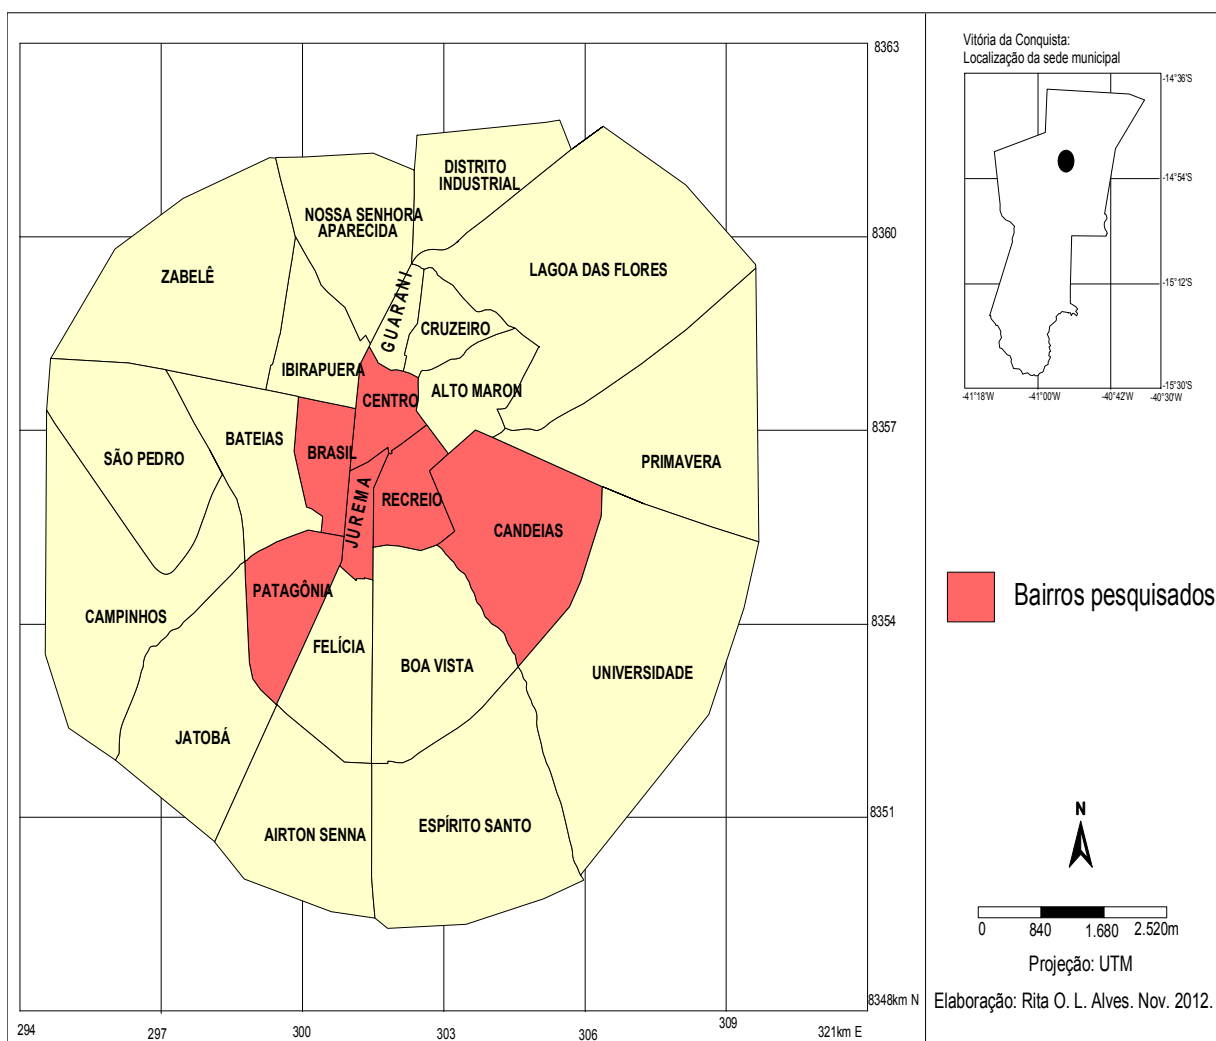 8363
DISTRITO
INDUSTRIAL
NOSSA SENHORA
APARECIDA
8360
ZABELÊ
LAGOA DAS FLORES
GUARANI
CRUZEIRO
IBIRAPUERA
CENTRO
ALTO MARON
8357
BATEIAS
BRASIL
SÃO PEDRO
PRIMAVERA
JUREMA
RECREIO
CANDEIAS
PATAGÔNIA
CAMPINHOS
8354
FELÍCIA
BOA VISTA
UNIVERSIDADE
JATOBÁ
8351
AIRTON SENNA
ESPÍRITO SANTO
8348km N
294
297
300
303
306
309
321km E
Vitória da Conquista:
Localização da sede municipal
-14°36'S
-14°54'S
-15°12'S
-15°30'S
-41°18'W
-41°00'W
-40°42'W
-40°30'W
Bairros pesquisados
N
0 840 1.680 2.520m
Projeção: UTM
Elaboração: Rita O. L. Alves. Nov. 2012.